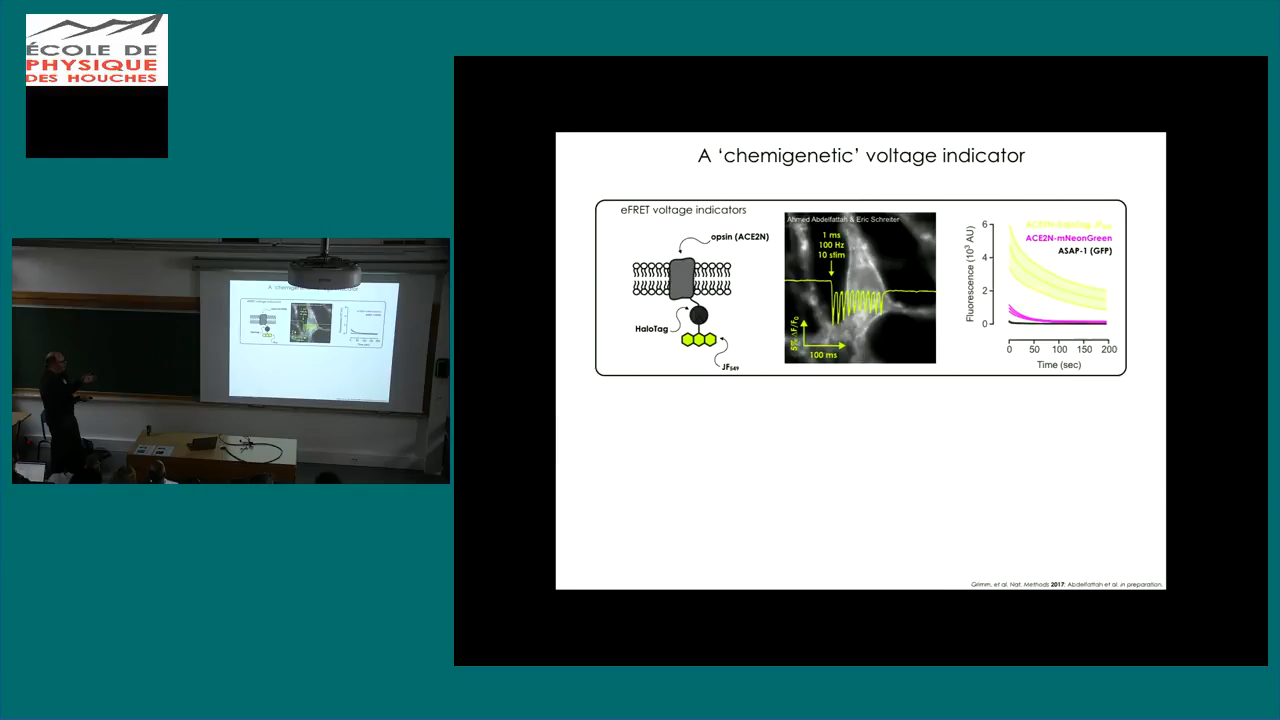 ÉCOLE DE
PHYSIQUE
DES HOUCHES
A ‘chemigenetic’ voltage indicator
eFRET voltage indicators
opsin (ACE2N)
HaloTag
JF549
Ahmed Abdelfattah & Eric Schreiter
1 ms
100 Hz
10 stim
5% ΔF/F0
100 ms
Fluorescence (10³ AU)
6
4
2
0
ACE2N-mNeonGreen
ASAP-1 (GFP)
0 50 100 150 200
Time (sec)
Grimm, et al. Nat. Methods 2017; Abdelfattah et al. in preparation.